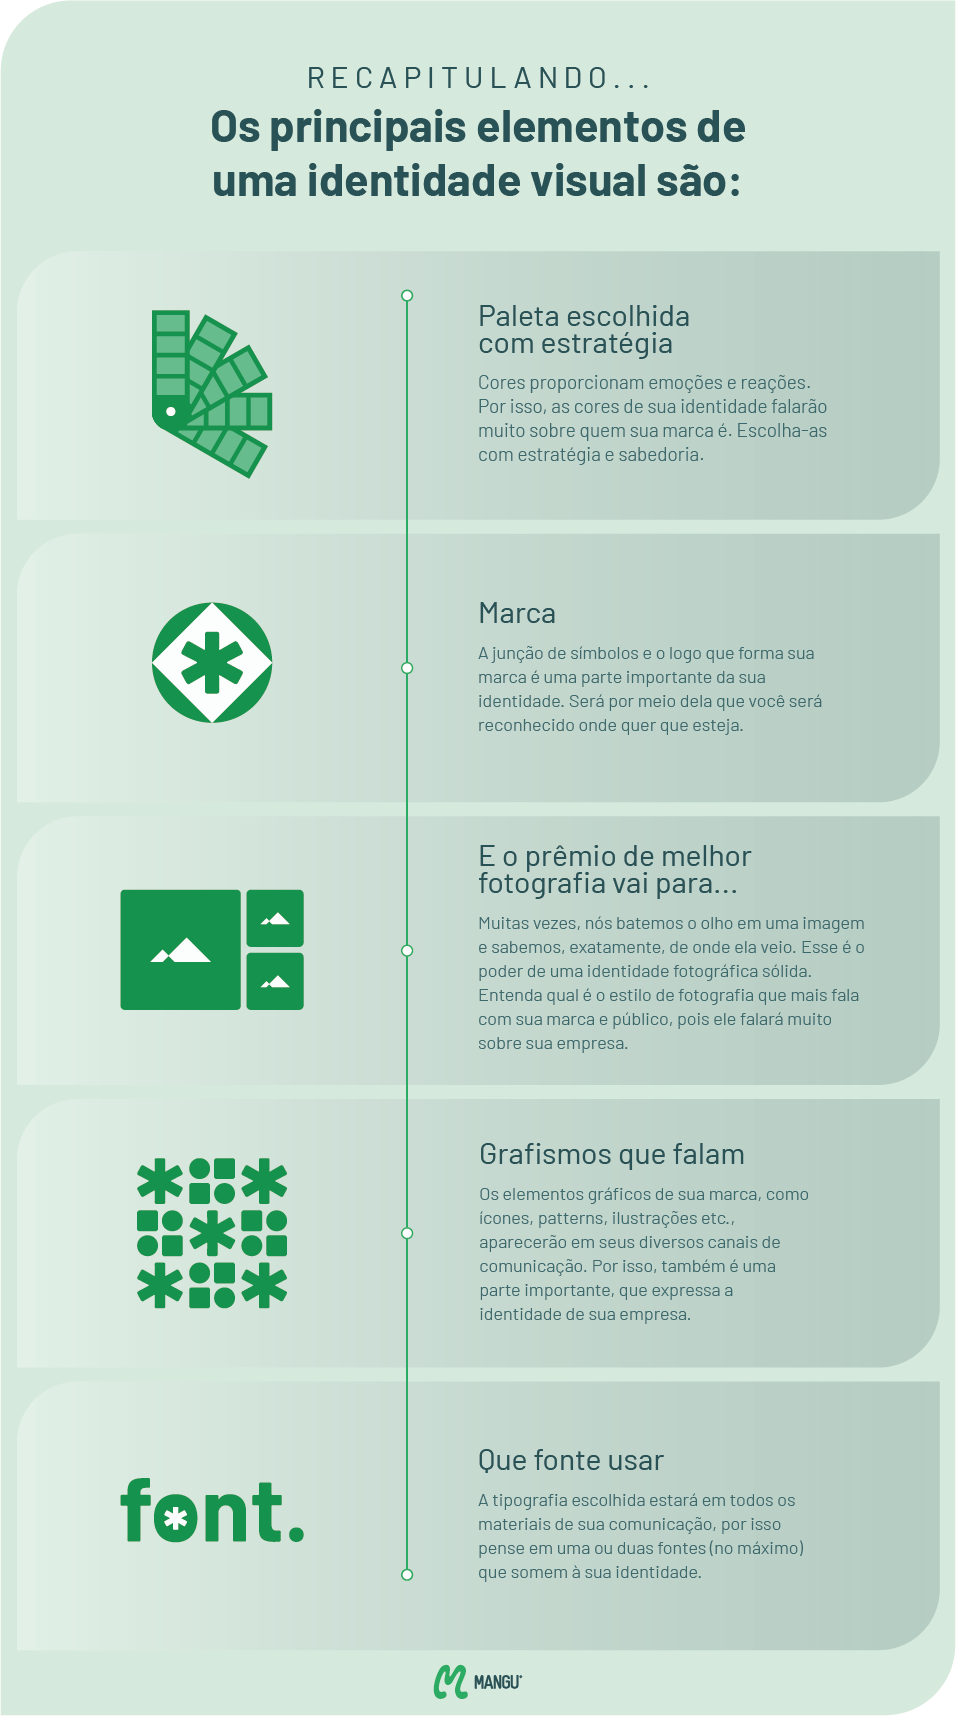 RECAPITULANDO...
Os principais elementos de
uma identidade visual são:
Paleta escolhida
com estratégia
Cores proporcionam emoções e reações.
Por isso, as cores de sua identidade falarão
muito sobre quem sua marca é. Escolha-as
com estratégia e sabedoria.
Marca
A junção de símbolos e o logo que forma sua
marca é uma parte importante da sua
identidade. Será por meio dela que você será
reconhecido onde quer que esteja.
E o prêmio de melhor
fotografia vai para...
Muitas vezes, nós batemos o olho em uma imagem
e sabemos, exatamente, de onde ela veio. Esse é o
poder de uma identidade fotográfica sólida.
Entenda qual é o estilo de fotografia que mais fala
com sua marca e público, pois ele falará muito
sobre sua empresa.
Grafismos que falam
Os elementos gráficos de sua marca, como
ícones, patterns, ilustrações etc.,
aparecerão em seus diversos canais de
comunicação. Por isso, também é uma
parte importante, que expressa a
identidade de sua empresa.
font.
Que fonte usar
A tipografia escolhida estará em todos os
materiais de sua comunicação, por isso
pense em uma ou duas fontes (no máximo)
que somem à sua identidade.
MANGU